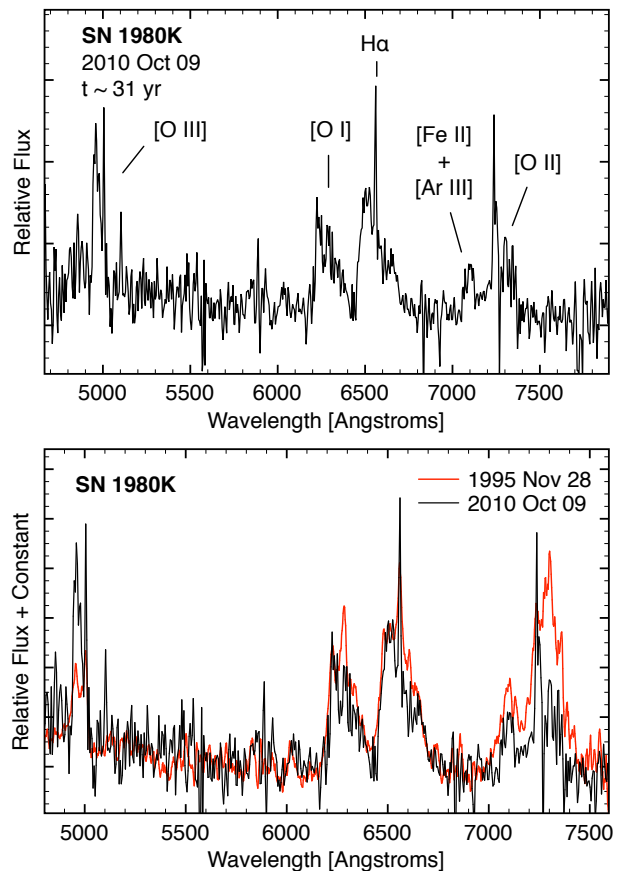 SN 1980K
2010 Oct 09
t ~ 31 yr
Hα
[O III]
[O I]
[Fe II]
+
[Ar III]
[O II]
Relative Flux
5000 5500 6000 6500 7000 7500
Wavelength [Angstroms]
SN 1980K
1995 Nov 28
2010 Oct 09
Relative Flux + Constant
5000 5500 6000 6500 7000 7500
Wavelength [Angstroms]